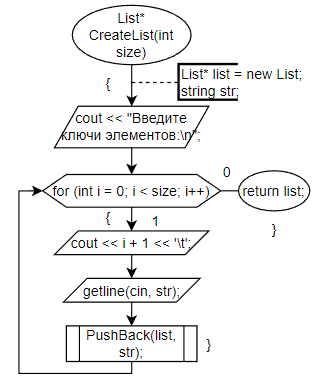 List*
CreateList(int
size)
{
List* list = new List;
string str;
cout << "Введите
ключи элементов:\n";
for (int i = 0; i < size; i++)
0
return list;
{
1
}
cout << i + 1 << '\t';
getline(cin, str);
PushBack(list,
str);
}